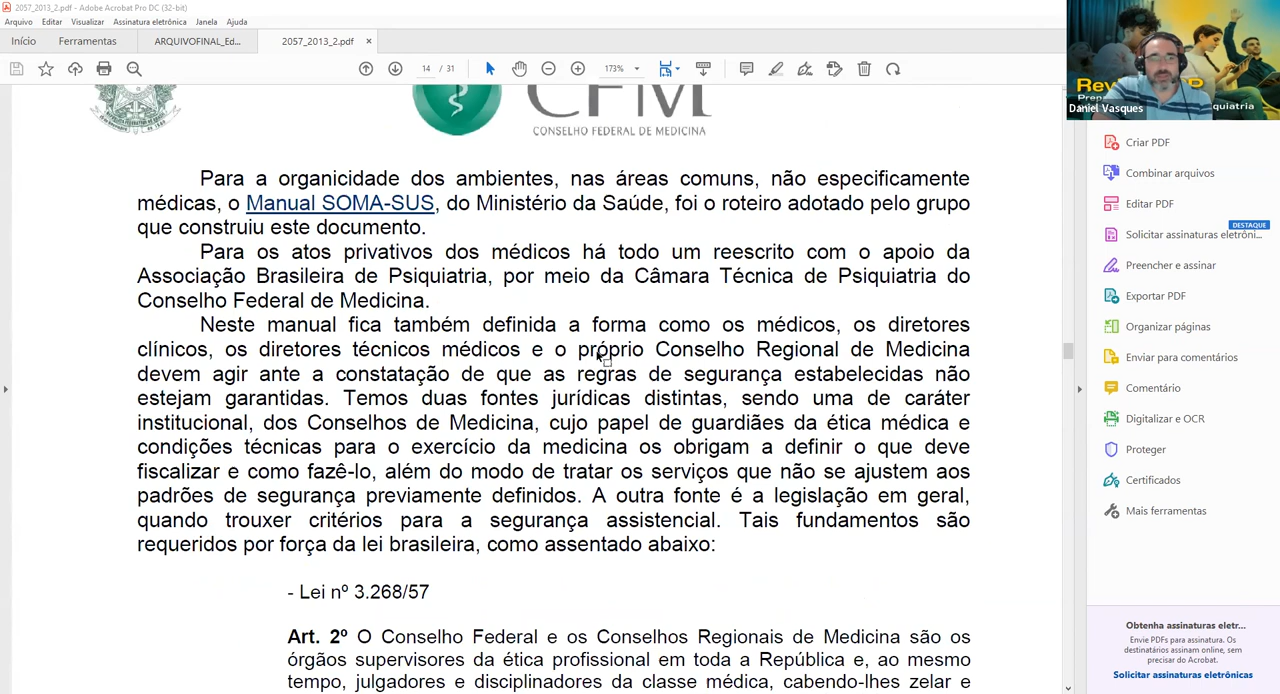 2057_2013_2.pdf - Adobe Acrobat Pro DC (32-bit)
Arquivo Editar Visualizar Assinatura eletrônica Janela Ajuda
Início Ferramentas ARQUIVOFINAL_Ed... 2057_2013_2.pdf ×
14 / 31 173%
CFM
CONSELHO FEDERAL DE MEDICINA
Para a organicidade dos ambientes, nas áreas comuns, não especificamente
médicas, o Manual SOMA-SUS, do Ministério da Saúde, foi o roteiro adotado pelo grupo
que construiu este documento.
Para os atos privativos dos médicos há todo um reescrito com o apoio da
Associação Brasileira de Psiquiatria, por meio da Câmara Técnica de Psiquiatria do
Conselho Federal de Medicina.
Neste manual fica também definida a forma como os médicos, os diretores
clínicos, os diretores técnicos médicos e o próprio Conselho Regional de Medicina
devem agir ante a constatação de que as regras de segurança estabelecidas não
estejam garantidas. Temos duas fontes jurídicas distintas, sendo uma de caráter
institucional, dos Conselhos de Medicina, cujo papel de guardiães da ética médica e
condições técnicas para o exercício da medicina os obrigam a definir o que deve
fiscalizar e como fazê-lo, além do modo de tratar os serviços que não se ajustem aos
padrões de segurança previamente definidos. A outra fonte é a legislação em geral,
quando trouxer critérios para a segurança assistencial. Tais fundamentos são
requeridos por força da lei brasileira, como assentado abaixo:
- Lei nº 3.268/57
Art. 2º O Conselho Federal e os Conselhos Regionais de Medicina são os
órgãos supervisores da ética profissional em toda a República e, ao mesmo
tempo, julgadores e disciplinadores da classe médica, cabendo-lhes zelar e
Daniel Vasques
Criar PDF
Combinar arquivos
Editar PDF
DESTAQUE
Solicitar assinaturas eletrôni...
Preencher e assinar
Exportar PDF
Organizar páginas
Enviar para comentários
Comentário
Digitalizar e OCR
Proteger
Certificados
Mais ferramentas
Obtenha assinaturas eletr...
Envie PDFs para assinatura. Os
destinatários assinam online, sem
precisar do Acrobat.
Solicitar assinaturas eletrônicas